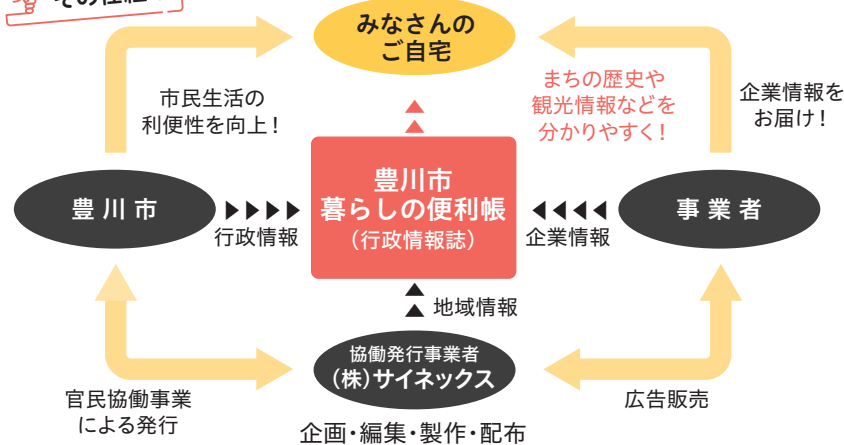 みなさんの
ご自宅
市民生活の
利便性を向上！
まちの歴史や
観光情報などを
分かりやすく！
企業情報を
お届け！
豊川市
行政情報
豊川市
暮らしの便利帳
（行政情報誌）
企業情報
事業者
地域情報
協働発行事業者
（株）サイネックス
官民協働事業
による発行
広告販売
企画・編集・製作・配布